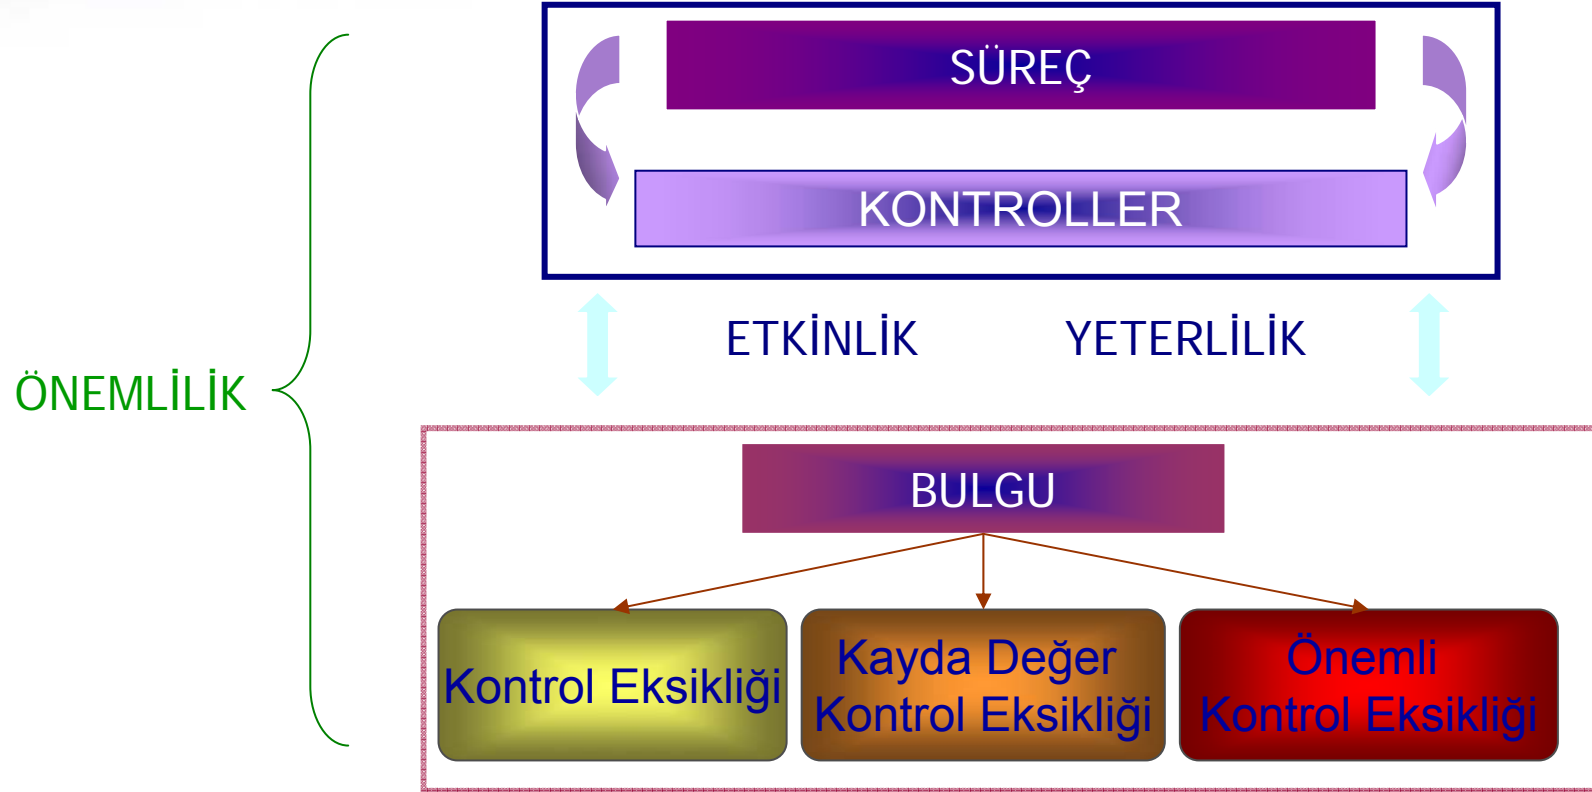 SÜREÇ
KONTROLLER
ETKİNLİK
YETERLİLİK
ÖNEMLİLİK
BULGU
Kontrol Eksikliği
Kayda Değer
Kontrol Eksikliği
Önemli
Kontrol Eksikliği